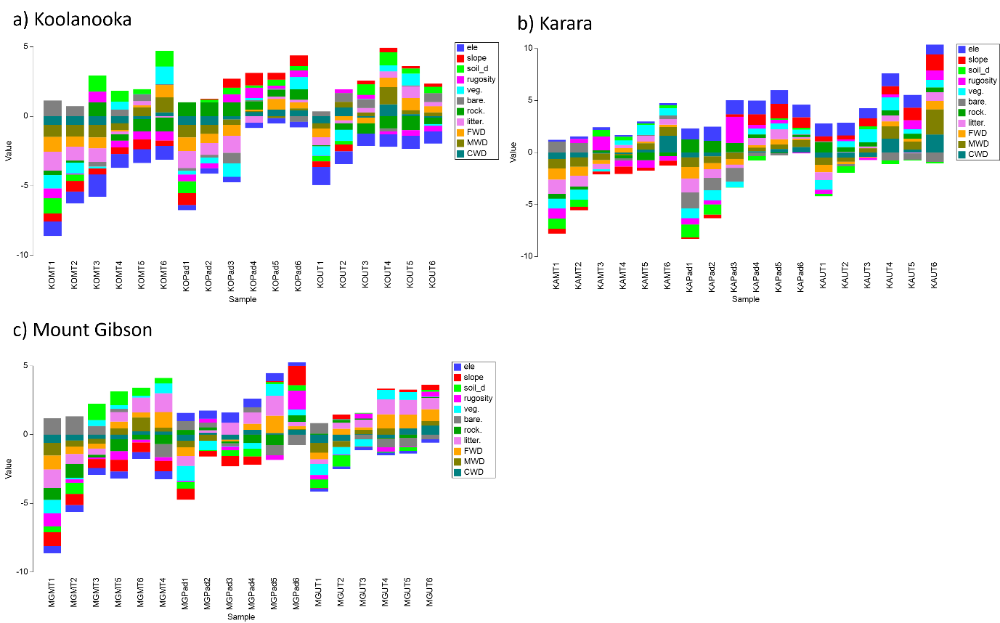 a) Koolanooka
5
0
-5
-10
Value
KOMT1
KOMT2
KOMT3
KOMT4
KOMT5
KOMT6
KOPad1
KOPad2
KOPad3
KOPad4
KOPad5
KOPad6
KOUT1
KOUT2
KOUT3
KOUT4
KOUT5
KOUT6
Sample
ele
slope
soil_d
rugosity
veg.
bare.
rock.
litter.
FWD
MWD
CWD
b) Karara
10
5
0
-5
-10
Value
KAMT1
KAMT2
KAMT3
KAMT4
KAMT5
KAMT6
KAPad1
KAPad2
KAPad3
KAPad4
KAPad5
KAPad6
KAUT1
KAUT2
KAUT3
KAUT4
KAUT5
KAUT6
Sample
ele
slope
soil_d
rugosity
veg.
bare.
rock.
litter.
FWD
MWD
CWD
c) Mount Gibson
5
0
-5
-10
Value
MGMT1
MGMT2
MGMT3
MGMT5
MGMT6
MGMT4
MGPad1
MGPad2
MGPad3
MGPad4
MGPad5
MGPad6
MGUT1
MGUT2
MGUT3
MGUT4
MGUT5
MGUT6
Sample
ele
slope
soil_d
rugosity
veg.
bare.
rock.
litter.
FWD
MWD
CWD